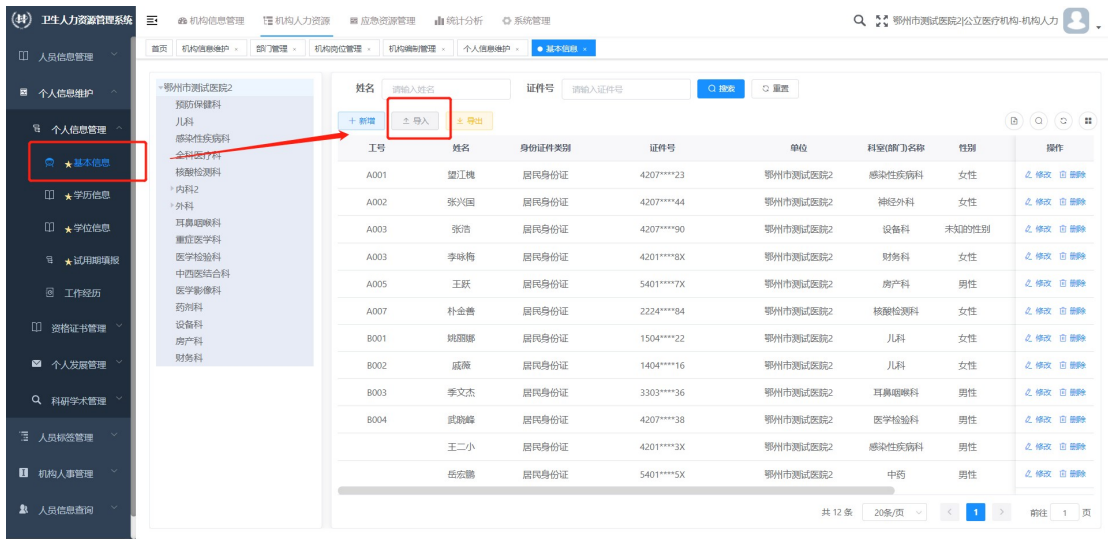 卫生人力资源管理系统
机构信息管理 机构人力资源 应急资源管理 统计分析 系统管理
鄂州市测试医院2|公立医疗机构-机构人力
首页 机构信息维护 × 部门管理 × 机构岗位管理 × 机构编制管理 × 个人信息维护 × 基本信息 ×
人员信息管理
个人信息维护
个人信息管理
★基本信息
★学历信息
★学位信息
★试用期填报
工作经历
资格证书管理
个人发展管理
科研学术管理
人员标签管理
机构人事管理
人员信息查询
鄂州市测试医院2
预防保健科
儿科
感染性疾病科
全科医疗科
核酸检测科
内科2
外科
耳鼻咽喉科
重症医学科
医学检验科
中西医结合科
医学影像科
药剂科
设备科
房产科
财务科
姓名 请输入姓名 证件号 请输入证件号 搜索 重置
+ 新增 导入 导出
工号 姓名 身份证件类别 证件号 单位 科室(部门)名称 性别 操作
A001 望江槐 居民身份证 4207****23 鄂州市测试医院2 感染性疾病科 女性 修改 删除
A002 张兴国 居民身份证 4207****44 鄂州市测试医院2 神经外科 女性 修改 删除
A003 张浩 居民身份证 4207****90 鄂州市测试医院2 设备科 未知的性别 修改 删除
A003 李咏梅 居民身份证 4201****8X 鄂州市测试医院2 财务科 女性 修改 删除
A005 王跃 居民身份证 5401****7X 鄂州市测试医院2 房产科 男性 修改 删除
A007 朴金善 居民身份证 2224****84 鄂州市测试医院2 核酸检测科 女性 修改 删除
B001 姚丽娜 居民身份证 1504****22 鄂州市测试医院2 儿科 女性 修改 删除
B002 戚薇 居民身份证 1404****16 鄂州市测试医院2 儿科 女性 修改 删除
B003 季文杰 居民身份证 3303****36 鄂州市测试医院2 耳鼻咽喉科 男性 修改 删除
B004 武晓峰 居民身份证 4207****38 鄂州市测试医院2 医学检验科 男性 修改 删除
王二小 居民身份证 4201****3X 鄂州市测试医院2 感染性疾病科 男性 修改 删除
岳宏鹏 居民身份证 5401****5X 鄂州市测试医院2 中药 男性 修改 删除
共 12 条 20条/页 < 1 > 前往 1 页